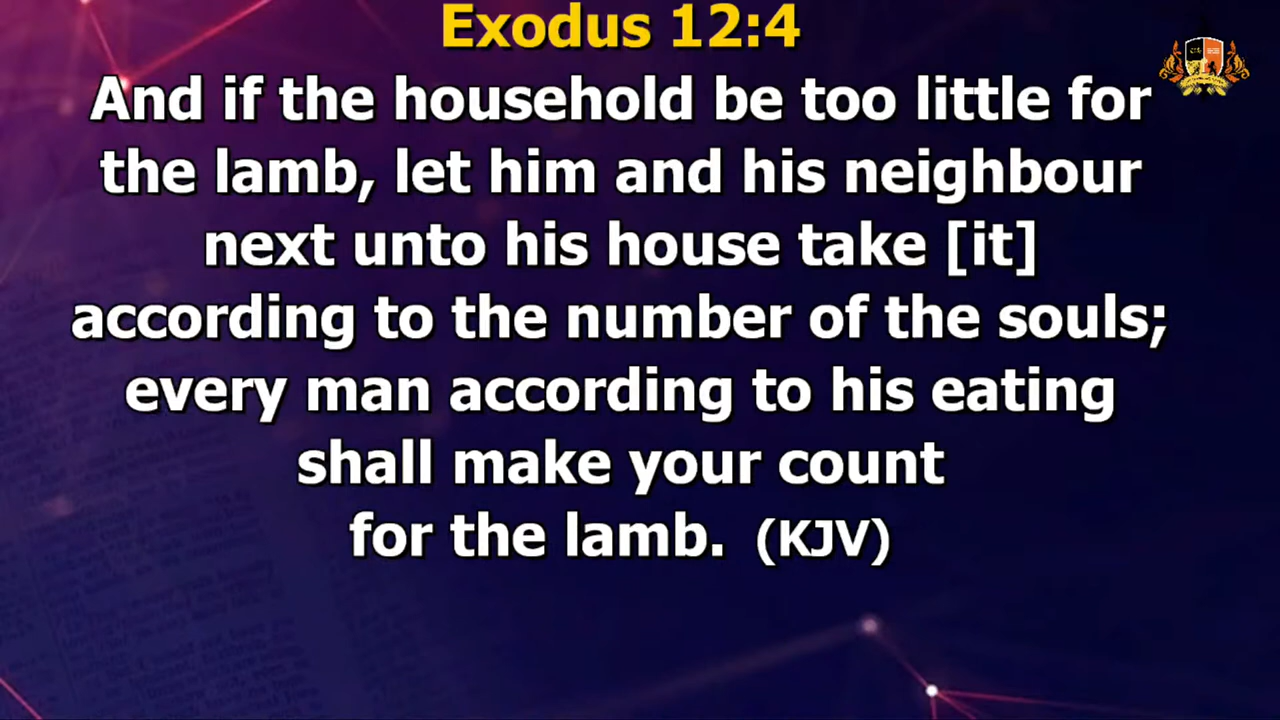 Exodus 12:4
And if the household be too little for
the lamb, let him and his neighbour
next unto his house take [it]
according to the number of the souls;
every man according to his eating
shall make your count
for the lamb. (KJV)